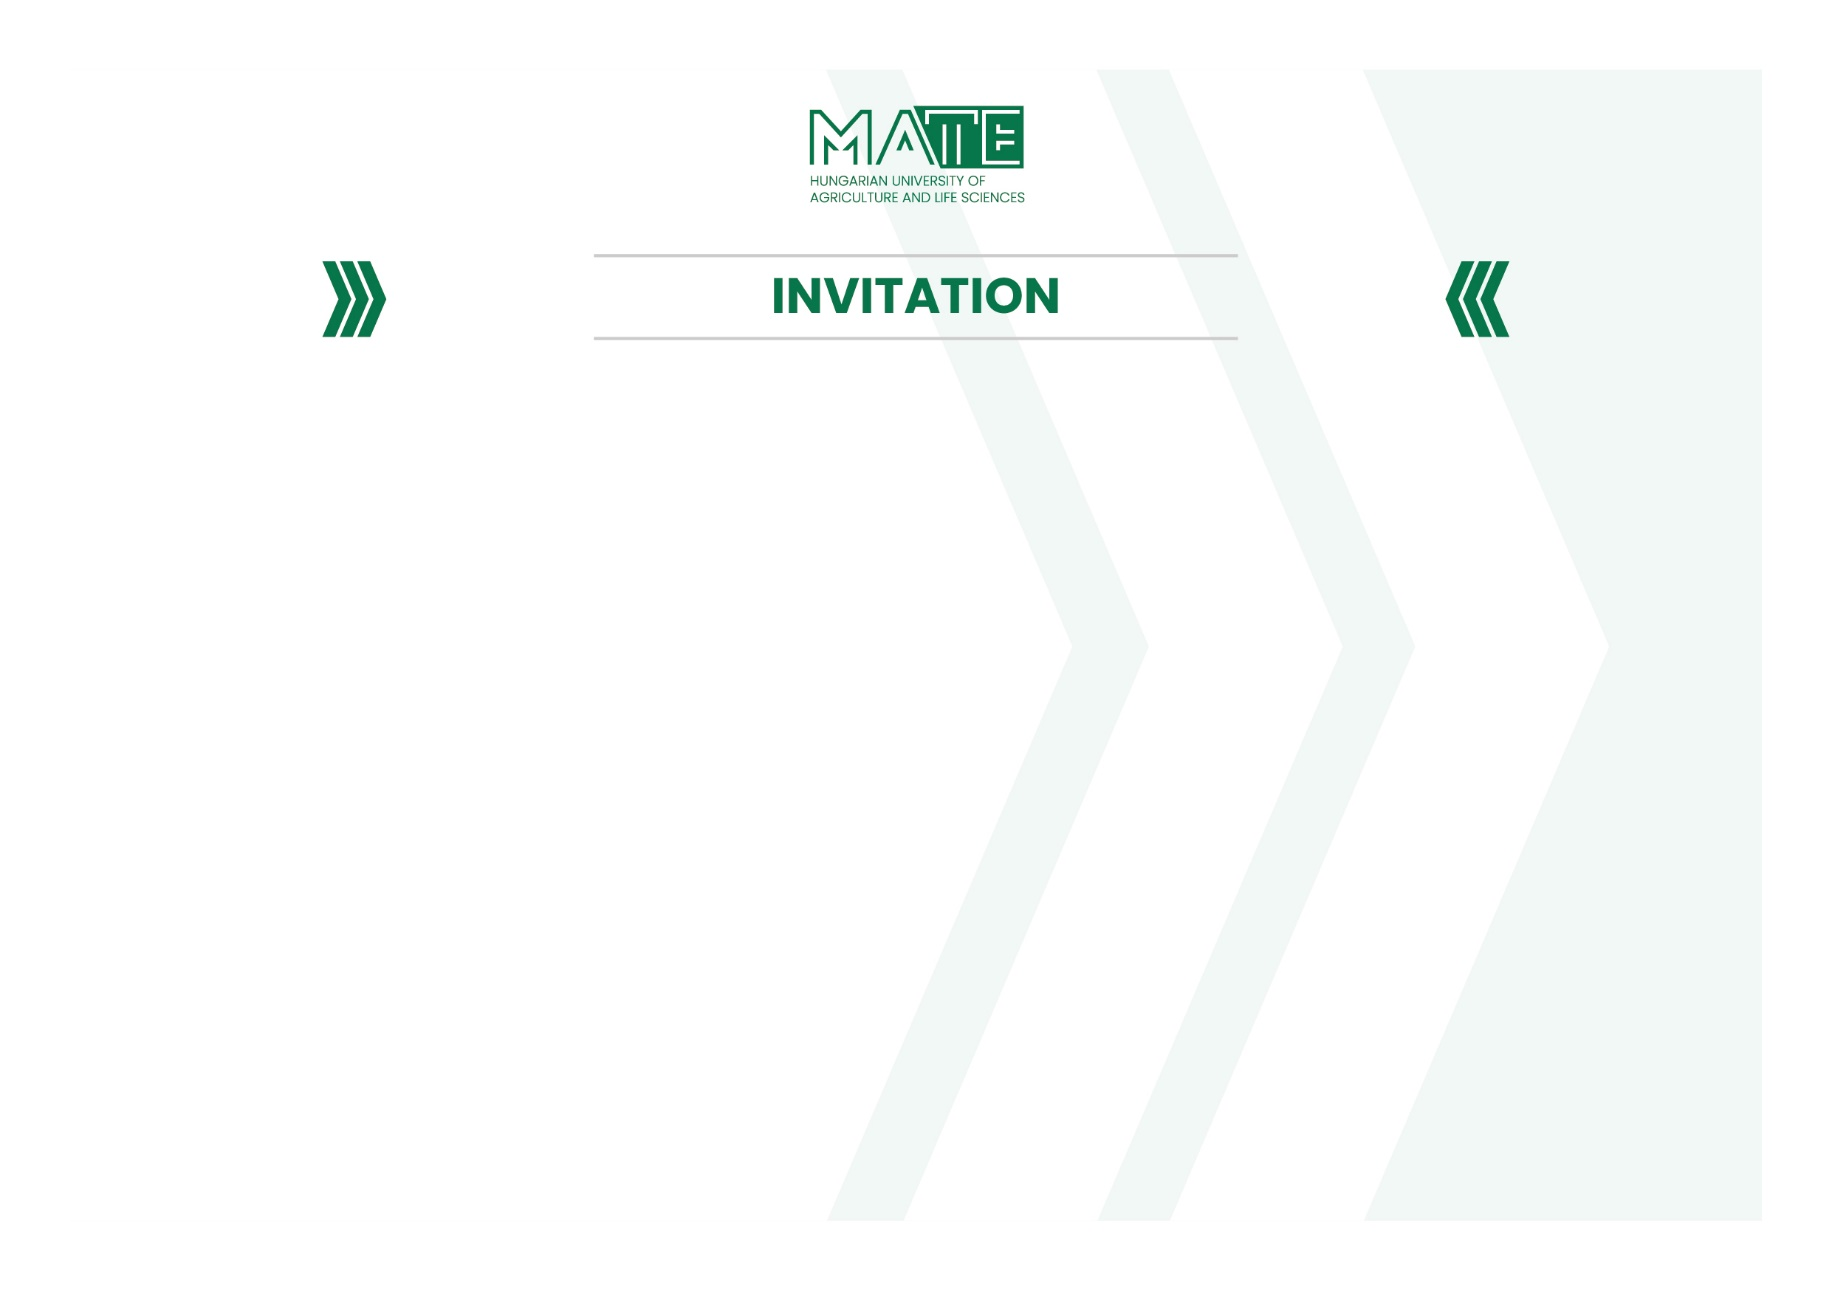 MATE
HUNGARIAN UNIVERSITY OF
AGRICULTURE AND LIFE SCIENCES
INVITATION